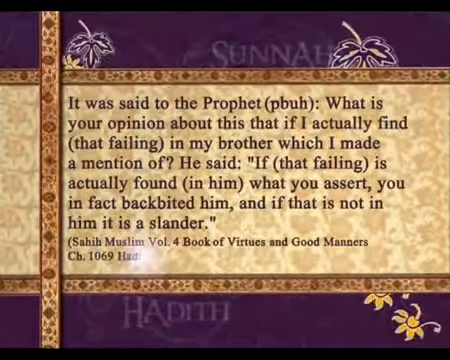 SUNNAH
It was said to the Prophet (pbuh): What is
your opinion about this that if I actually find
(that failing) in my brother which I made
a mention of? He said: "If (that failing) is
actually found (in him) what you assert, you
in fact backbited him, and if that is not in
him it is a slander."
(Sahih Muslim Vol. 4 Book of Virtues and Good Manners
Ch. 1069
HADITH